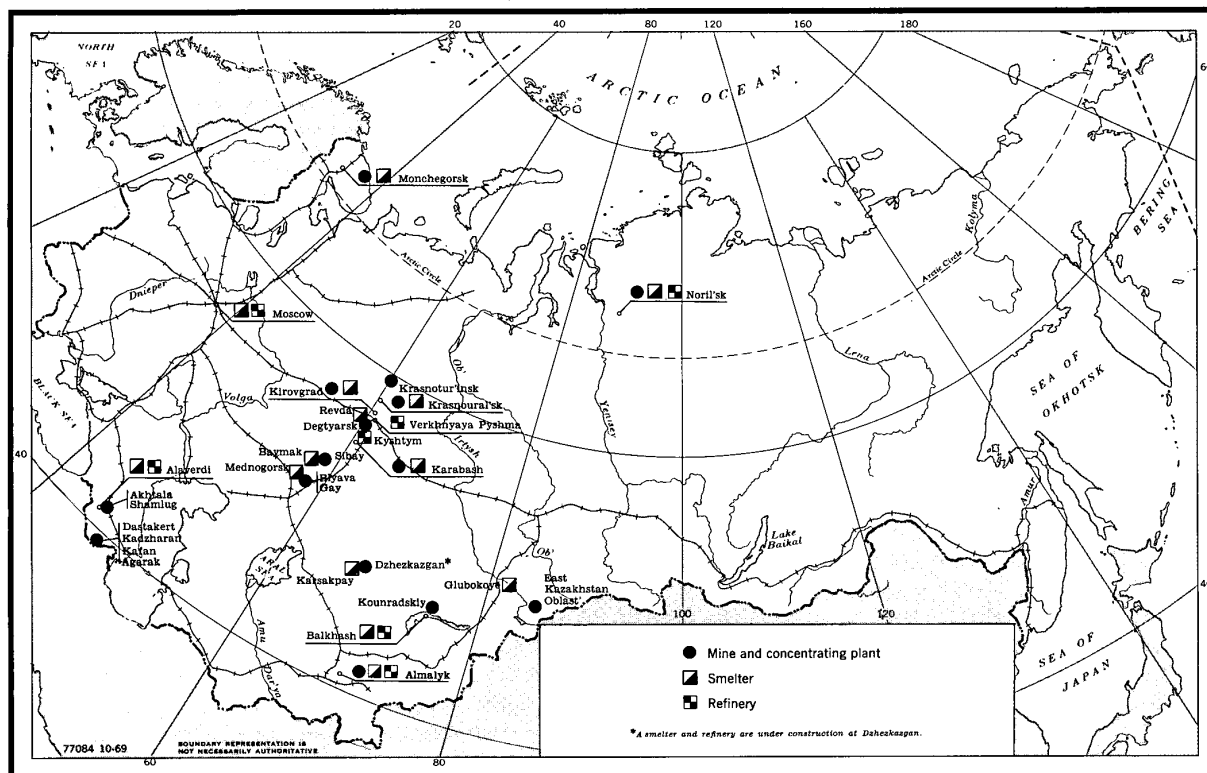 20 40 80 120 160 180
NORTH
SEA
ARCTIC OCEAN
Monchegorsk
Arctic Circle
Kolyma
Arctic Circle
BERING
SEA
Noril'sk
Dnieper
Moscow
Lena
SEA OF
OKHOTSK
Ob'
Krasnotur'insk
Kirovgrad
Krasnoural'sk
Volga
BLACK SEA
Revda
Verkhnyaya Pyshma
Degtyarsk
Irtysh
Yenisey
Kyshtym
Baymak
Sibay
40
Alaverdi
Mednogorsk
Karabash
Blyava
Gay
Akhtala
Shamlug
Amur
Dastakert
Kadzharan
Kafan
Agarak
Lake
Baikal
Ob'
Dzhezkazgan*
Karsakpay
Glubokoye
East
Kazakhstan
Oblast'
Kounradskiy
100
120
Amu
Dar'ya
Balkhash
Almalyk
SEA OF
JAPAN
Mine and concentrating plant
Smelter
Refinery
*A smelter and refinery are under construction at Dzhezkazgan.
77084 10-69
BOUNDARY REPRESENTATION IS
NOT NECESSARILY AUTHORITATIVE
60
80